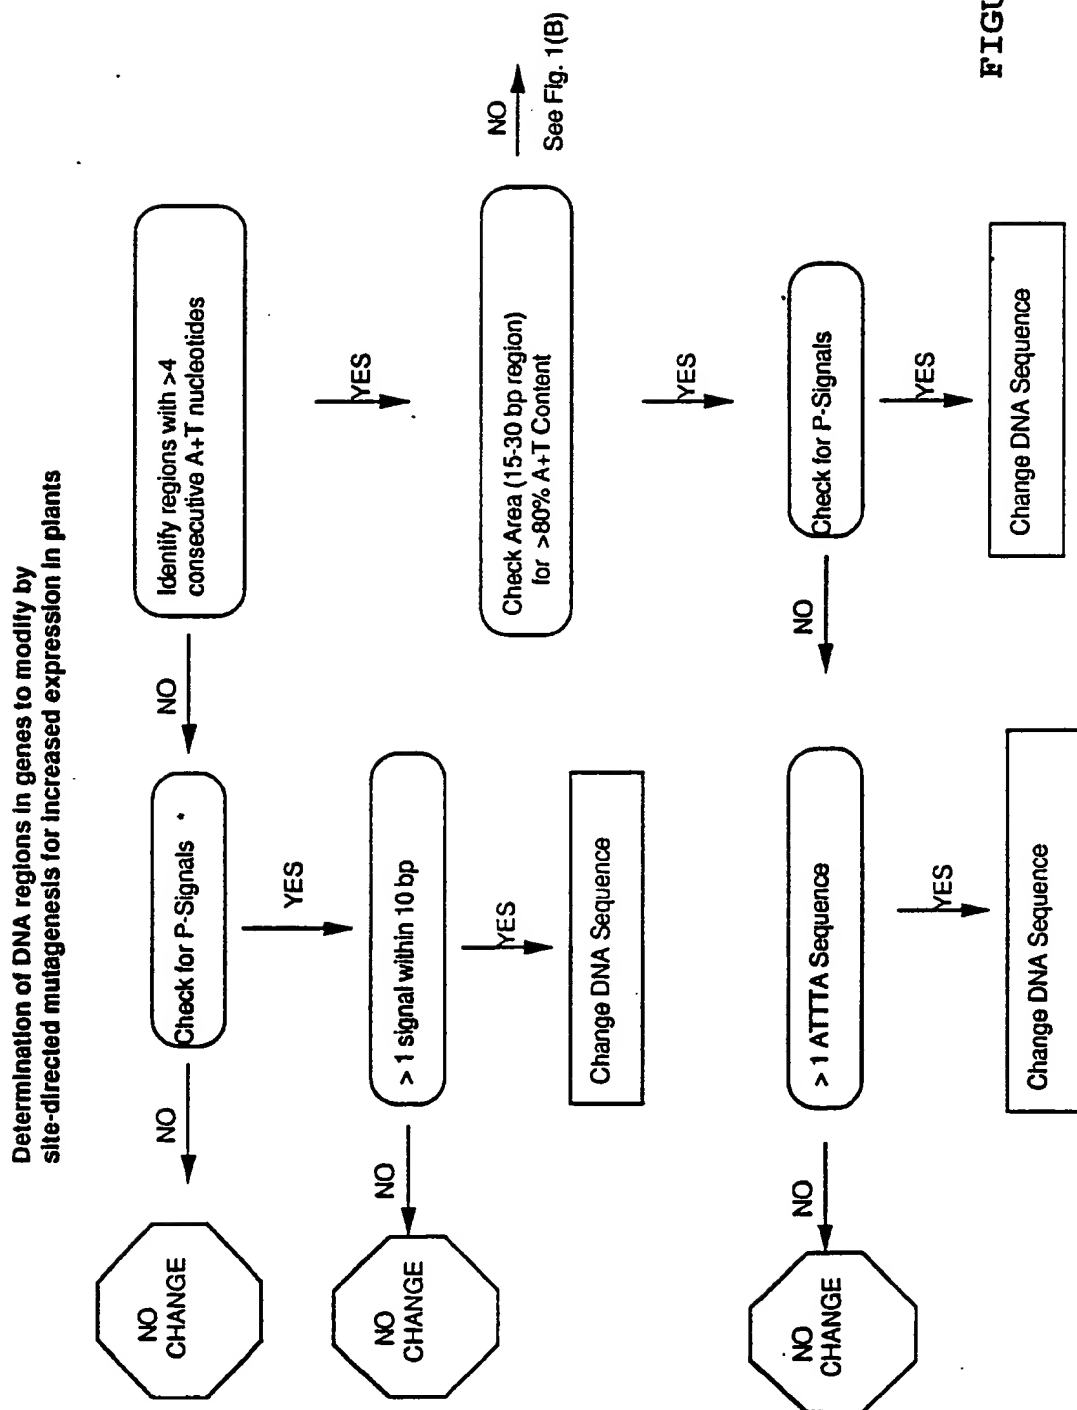 Determination of DNA regions in genes to modify by
site-directed mutagenesis for increased expression in plants
Identify regions with >4
consecutive A+T nucleotides
NO
Check for P-Signals *
NO
NO
CHANGE
YES
> 1 signal within 10 bp
NO
NO
CHANGE
YES
Change DNA Sequence
YES
Check Area (15-30 bp region)
for >80% A+T Content
NO
See Fig. 1(B)
YES
Check for P-Signals
YES
Change DNA Sequence
NO
> 1 ATTTA Sequence
NO
NO
CHANGE
YES
Change DNA Sequence